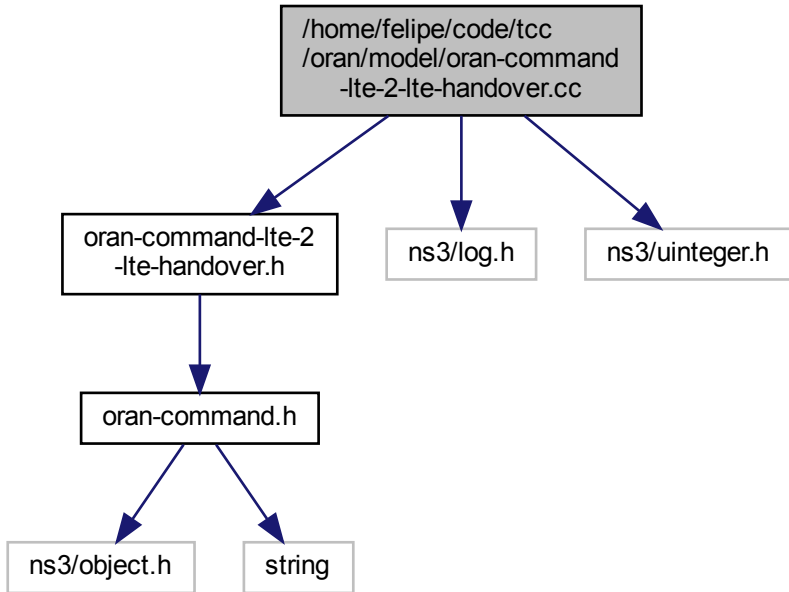 /home/felipe/code/tcc
/oran/model/oran-command
-lte-2-lte-handover.cc
oran-command-lte-2
-lte-handover.h
ns3/log.h
ns3/uinteger.h
oran-command.h
ns3/object.h
string